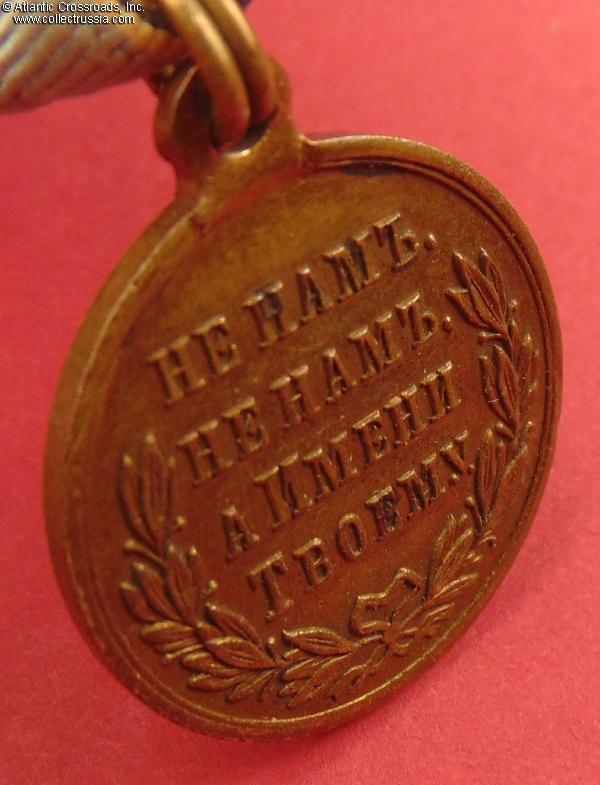 © Atlantic Crossroads, Inc.
www.collectrussia.com
НЕ НАМЪ.
НЕ НАМЪ.
А ИМЕНИ
ТВОЕМУ.